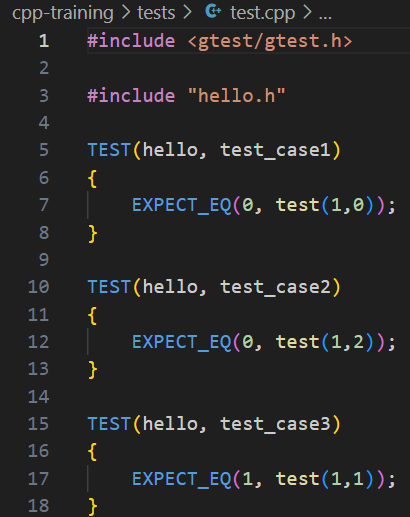 cpp-training > tests > test.cpp > ...
1 #include <gtest/gtest.h>
2
3 #include "hello.h"
4
5 TEST(hello, test_case1)
6 {
7     EXPECT_EQ(0, test(1,0));
8 }
9
10 TEST(hello, test_case2)
11 {
12     EXPECT_EQ(0, test(1,2));
13 }
14
15 TEST(hello, test_case3)
16 {
17     EXPECT_EQ(1, test(1,1));
18 }